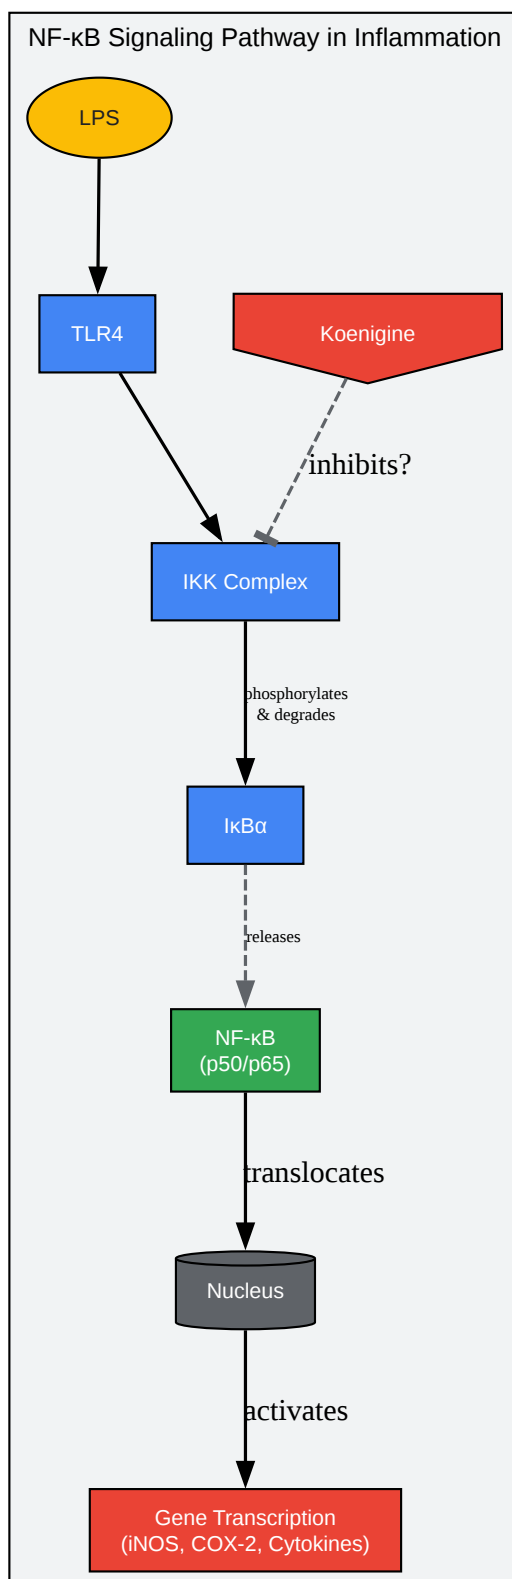 NF-κB Signaling Pathway in Inflammation
LPS
TLR4
Koenigine
inhibits?
IKK Complex
phosphorylates
& degrades
IκBα
releases
NF-κB
(p50/p65)
translocates
Nucleus
activates
Gene Transcription
(iNOS, COX-2, Cytokines)